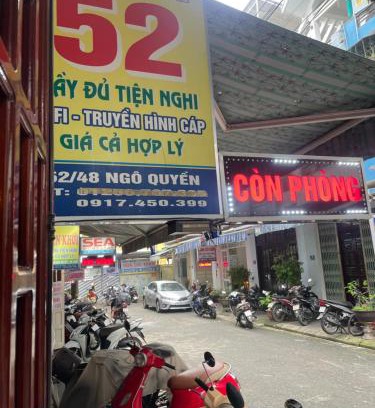 52
ẦY ĐỦ TIỆN NGHI
FI - TRUYỀN HÌNH CÁP
GIÁ CẢ HỢP LÝ
52/48 NGÔ QUYỀN
T:
0917.450.399
CÒN PHÒNG
SEA